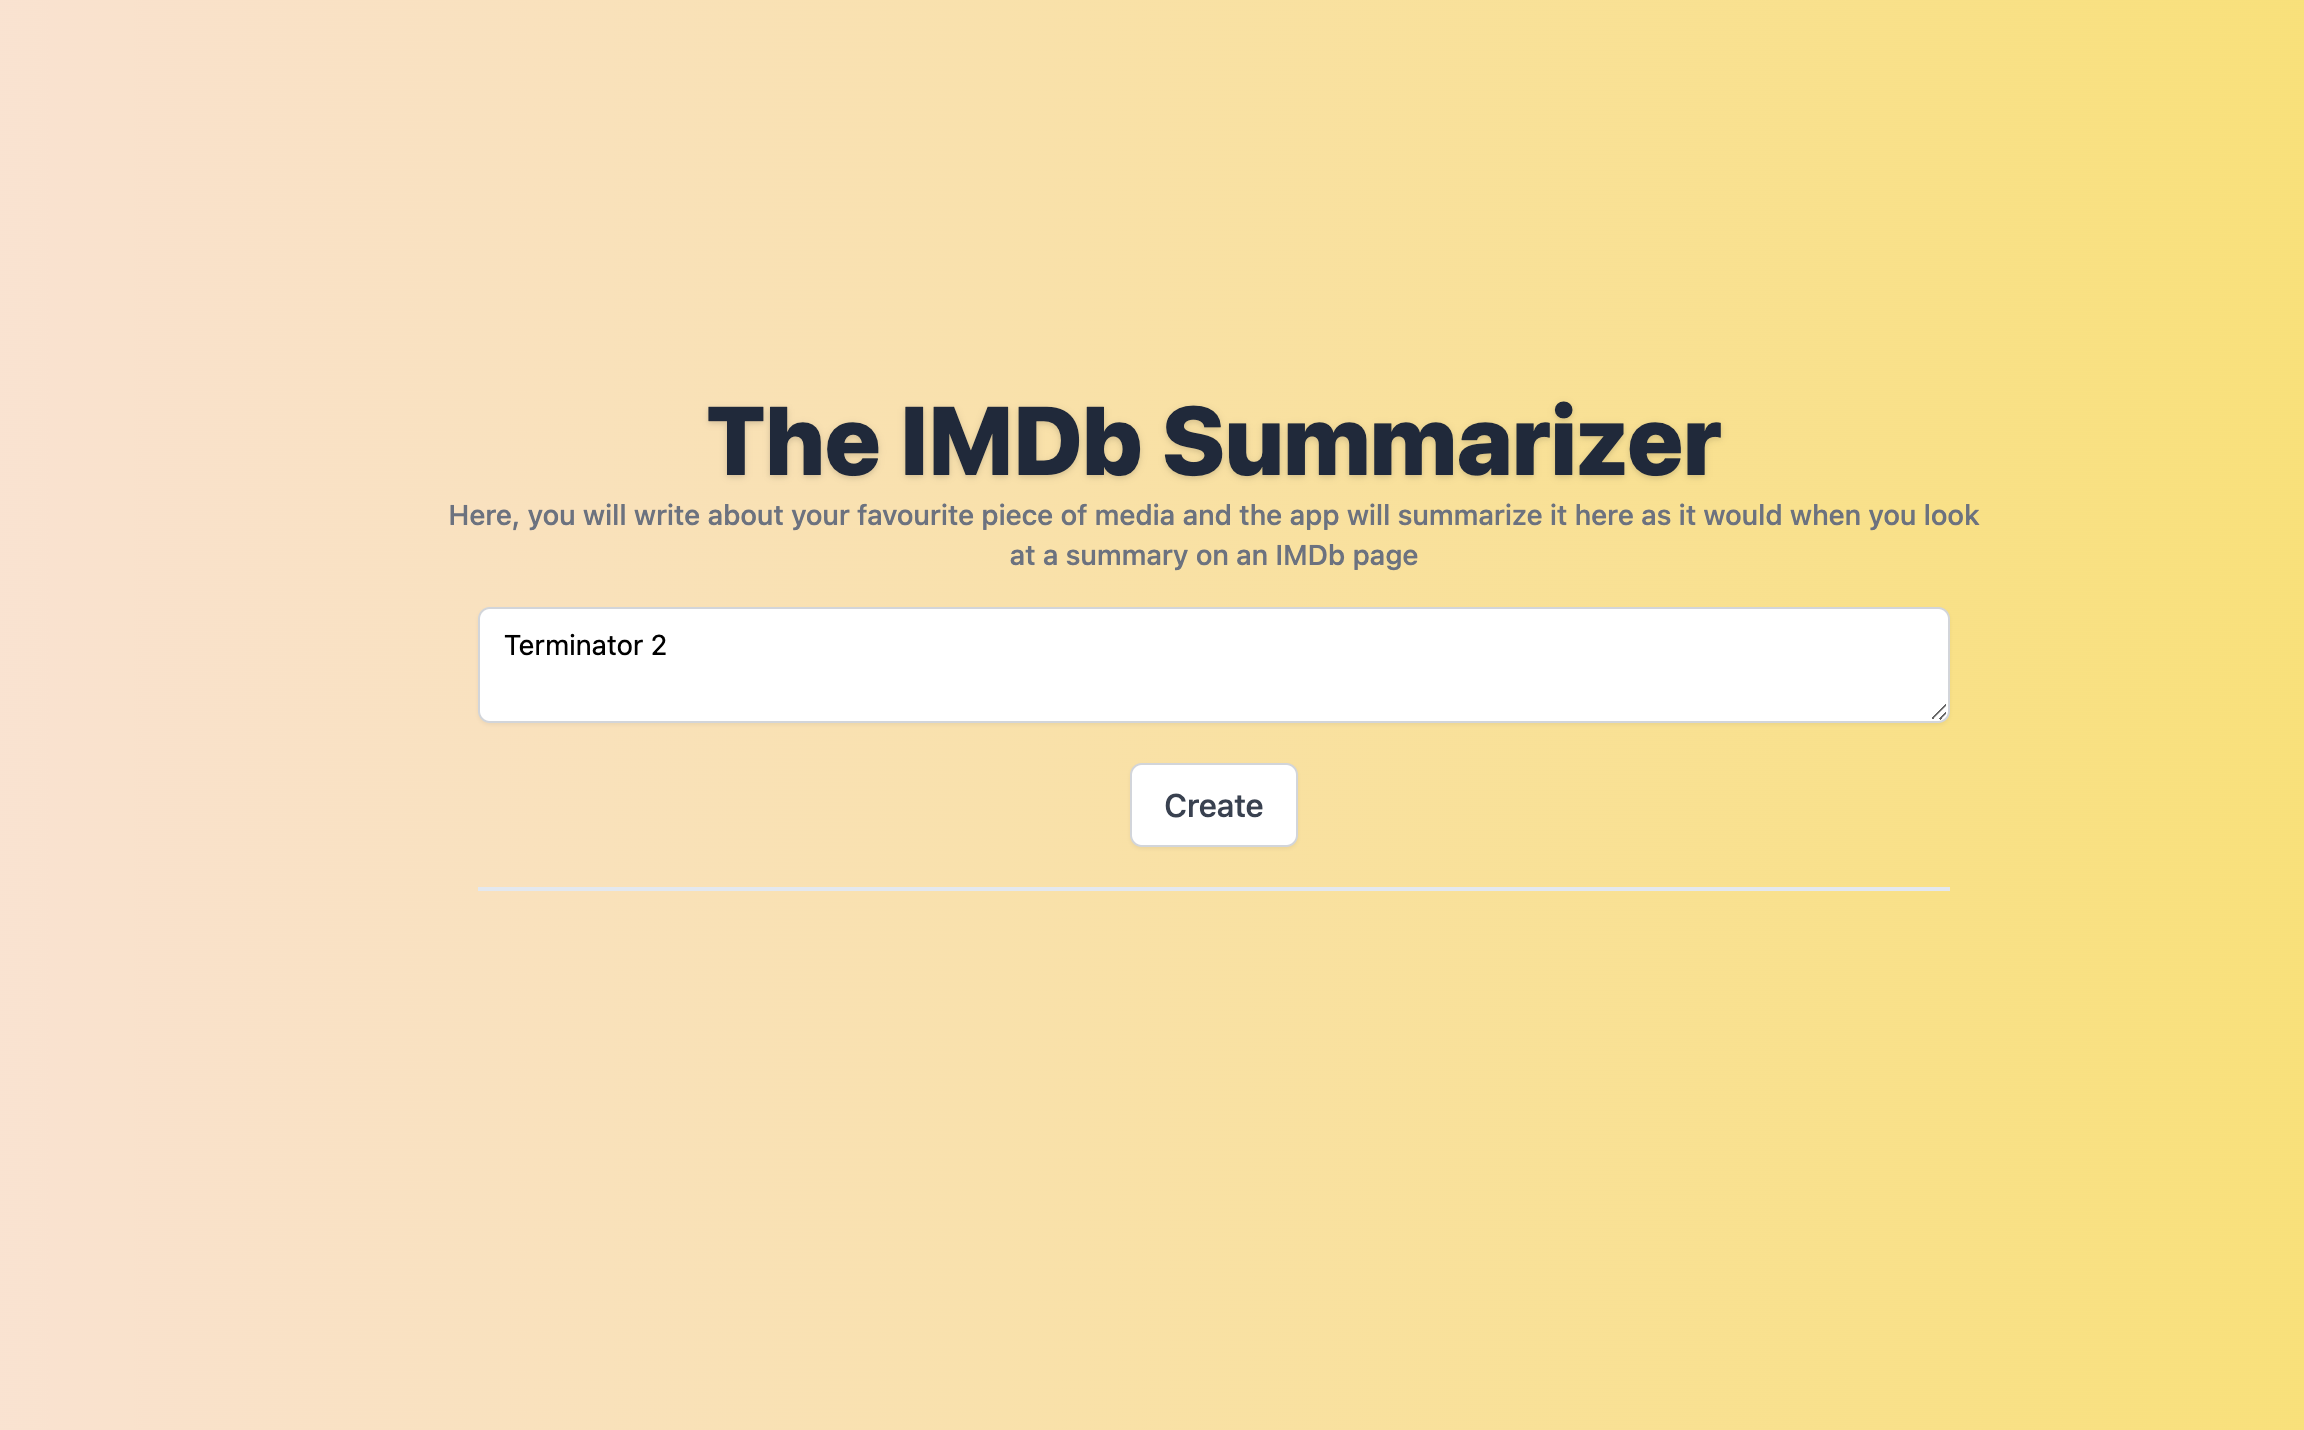 The IMDb Summarizer
Here, you will write about your favourite piece of media and the app will summarize it here as it would when you look
at a summary on an IMDb page
Terminator 2
Create